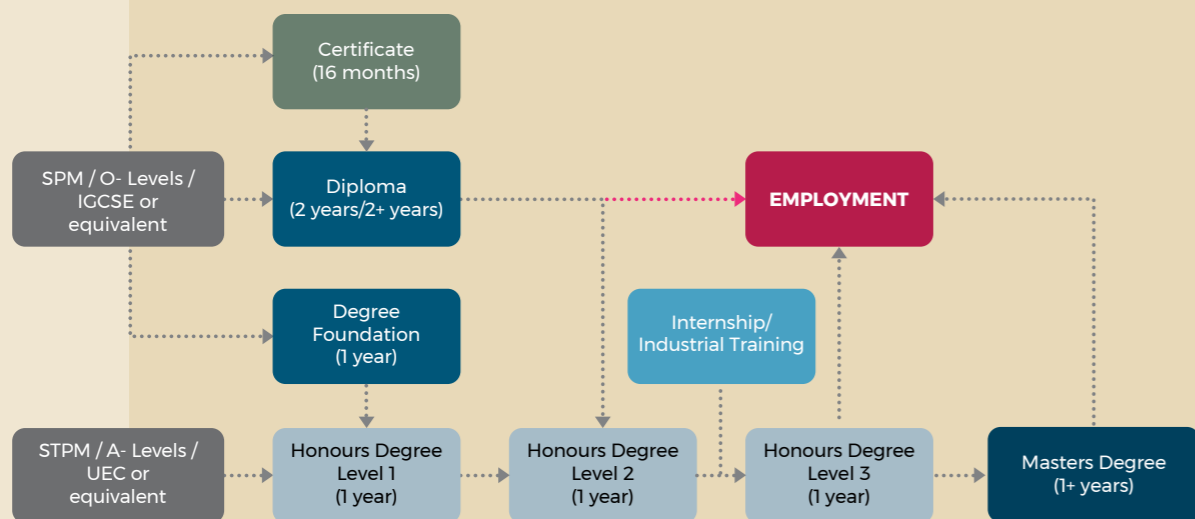 Certificate
(16 months)
SPM / O- Levels /
IGCSE or
equivalent
Diploma
(2 years/2+ years)
EMPLOYMENT
Degree
Foundation
(1 year)
Internship/
Industrial Training
STPM / A- Levels /
UEC or
equivalent
Honours Degree
Level 1
(1 year)
Honours Degree
Level 2
(1 year)
Honours Degree
Level 3
(1 year)
Masters Degree
(1+ years)